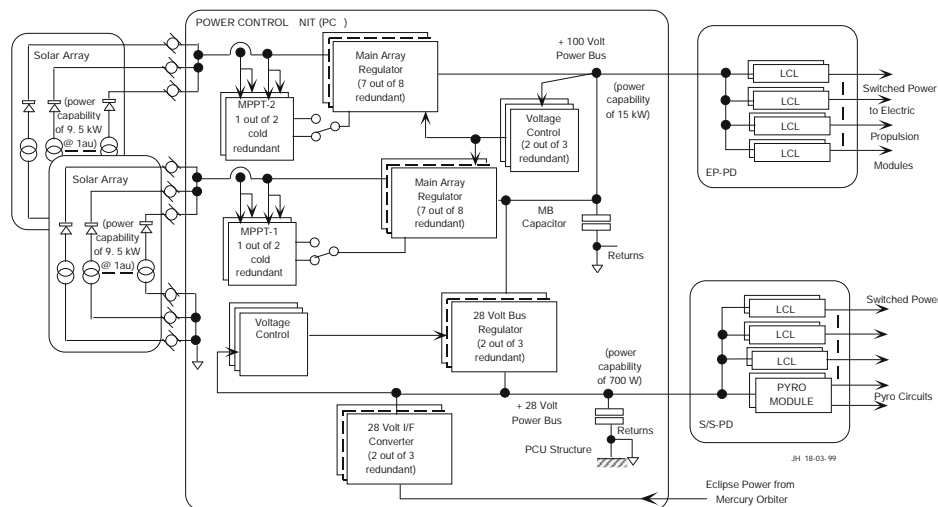 POWER CONTROL NIT (PC )
Solar Array
(power
capability
of 9. 5 kW
@ 1au)
Solar Array
(power
capability
of 9. 5 kW
@ 1au)
Main Array
Regulator
(7 out of 8
redundant)
MPPT-2
1 out of 2
cold
redundant
+ 100 Volt
Power Bus
(power
capability
of 15 kW)
Voltage
Control
(2 out of 3
redundant)
Main Array
Regulator
(7 out of 8
redundant)
MPPT-1
1 out of 2
cold
redundant
MB
Capacitor
Returns
LCL
LCL
LCL
LCL
EP-PD
Switched Power
to Electric
Propulsion
Modules
Voltage
Control
28 Volt Bus
Regulator
(2 out of 3
redundant)
(power
capability
of 700 W)
+ 28 Volt
Power Bus
28 Volt I/F
Converter
(2 out of 3
redundant)
Returns
PCU Structure
LCL
LCL
LCL
PYRO
MODULE
S/S-PD
Switched Power
Pyro Circuits
JH 18-03-99
Eclipse Power from
Mercury Orbiter